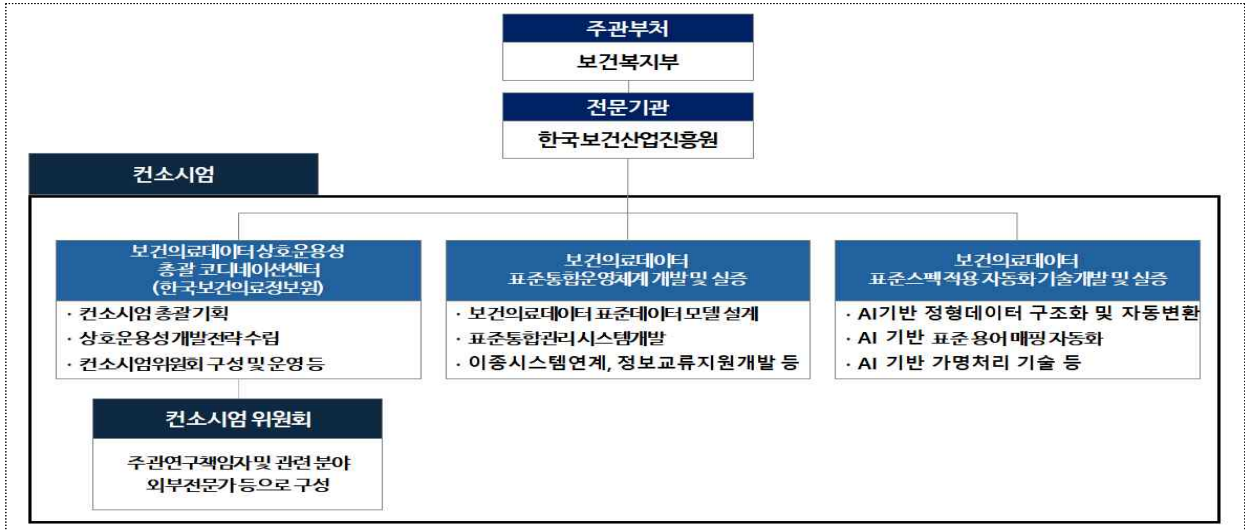 주관부처
보건복지부
전문기관
한국보건산업진흥원
컨소시엄
보건의료데이터 상호운용성
총괄 코디네이션센터
(한국보건의료정보원)
· 컨소시엄 총괄 기획
· 상호운용성 개발전략 수립
· 컨소시엄위원회 구성 및 운영 등
보건의료데이터
표준통합운영체계 개발 및 실증
· 보건의료데이터 표준데이터 모델 설계
· 표준통합관리 시스템개발
· 이종시스템연계, 정보교류지원개발 등
보건의료데이터
표준스펙 적용 자동화 기술개발 및 실증
· AI기반 정형데이터 구조화 및 자동변환
· AI 기반 표준 용어 매핑 자동화
· AI 기반 가명처리 기술 등
컨소시엄 위원회
주관연구책임자 및 관련 분야
외부전문가 등으로 구성